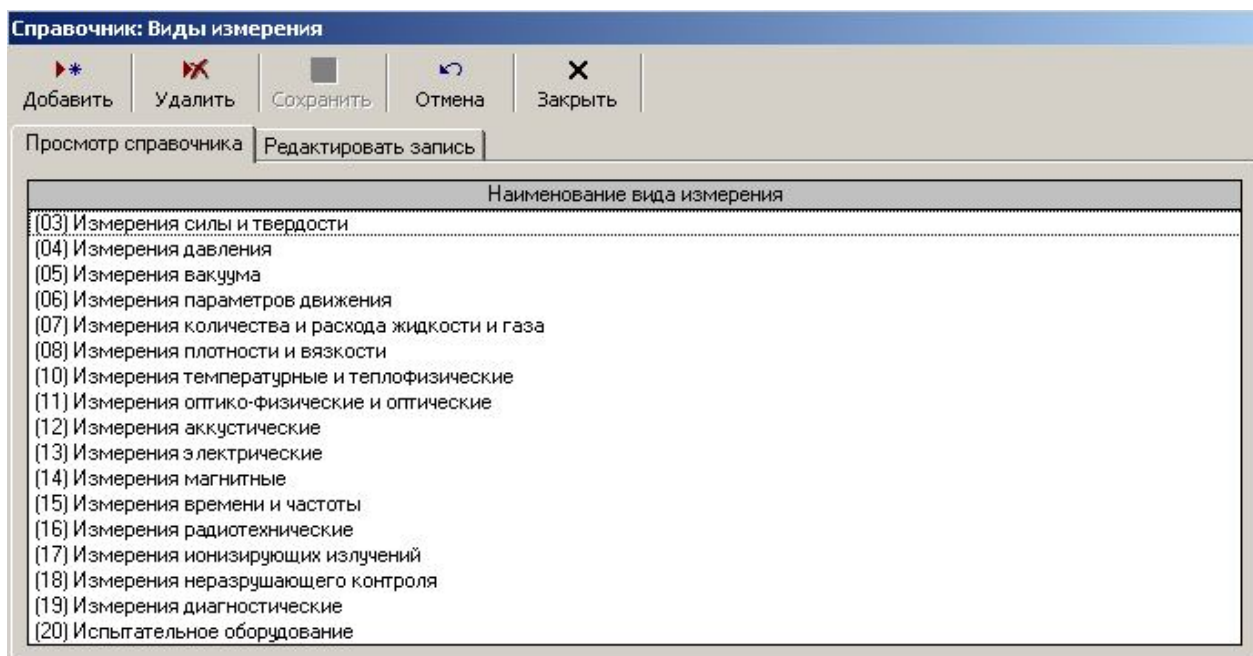 Справочник: Виды измерения
Добавить Удалить Сохранить Отмена Закрыть
Просмотр справочника Редактировать запись
Наименование вида измерения
(03) Измерения силы и твердости
(04) Измерения давления
(05) Измерения вакуума
(06) Измерения параметров движения
(07) Измерения количества и расхода жидкости и газа
(08) Измерения плотности и вязкости
(10) Измерения температурные и теплофизические
(11) Измерения оптико-физические и оптические
(12) Измерения аккустические
(13) Измерения электрические
(14) Измерения магнитные
(15) Измерения времени и частоты
(16) Измерения радиотехнические
(17) Измерения ионизирующих излучений
(18) Измерения неразрушающего контроля
(19) Измерения диагностические
(20) Испытательное оборудование